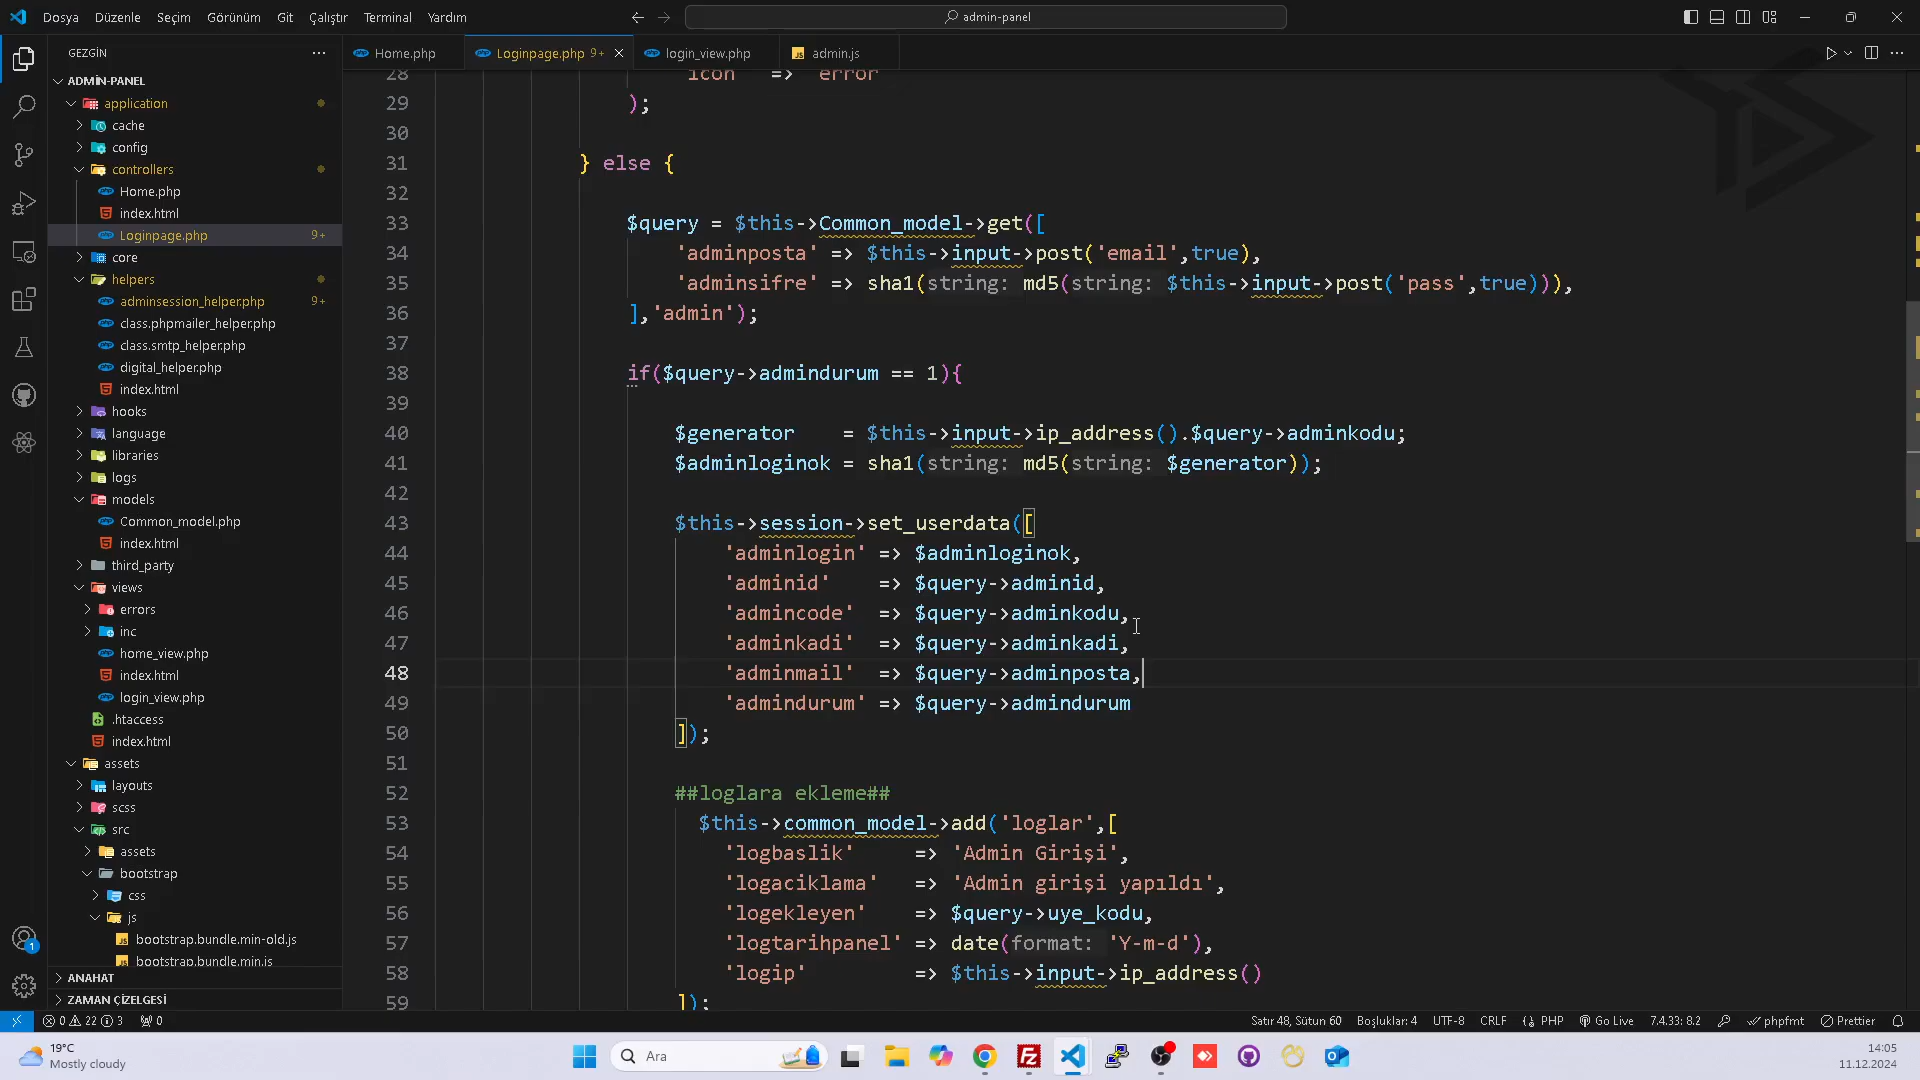 Dosya Düzenle Seçim Görünüm Git Çalıştır Terminal Yardım
admin-panel
GEZGİN
Home.php Loginpage.php 9+ login_view.php admin.js
ADMİN-PANEL
application
cache
config
controllers
Home.php
index.html
Loginpage.php 9+
core
helpers
adminsession_helper.php 9+
class.phpmailer_helper.php
class.smtp_helper.php
digital_helper.php
index.html
hooks
language
libraries
logs
models
Common_model.php
index.html
third_party
views
errors
inc
home_view.php
index.html
login_view.php
.htaccess
index.html
assets
layouts
scss
src
assets
bootstrap
css
js
bootstrap.bundle.min-old.js
bootstrap.bundle.min.js
ANAHAT
ZAMAN ÇİZELGESİ
28 'icon' => 'error'
29 );
30
31 } else {
32
33 $query = $this->Common_model->get([
34 'adminposta' => $this->input->post('email',true),
35 'adminsifre' => sha1(string: md5(string: $this->input->post('pass',true))),
36 ],'admin');
37
38 if($query->admindurum == 1){
39
40 $generator = $this->input->ip_address().$query->adminkodu;
41 $adminloginok = sha1(string: md5(string: $generator));
42
43 $this->session->set_userdata([
44 'adminlogin' => $adminloginok,
45 'adminid' => $query->adminid,
46 'admincode' => $query->adminkodu,
47 'adminkadi' => $query->adminkadi,
48 'adminmail' => $query->adminposta,
49 'admindurum' => $query->admindurum
50 ]);
51
52 ##loglara ekleme##
53 $this->common_model->add('loglar',[
54 'logbaslik' => 'Admin Girişi',
55 'logaciklama' => 'Admin girişi yapıldı',
56 'logekleyen' => $query->uye_kodu,
57 'logtarihpanel' => date(format: 'Y-m-d'),
58 'logip' => $this->input->ip_address()
59 ]);
0 22 3 0
Satır 48, Sütun 60 Boşluklar: 4 UTF-8 CRLF PHP Go Live 7.4.33: 8.2 phpfmt Prettier
1
19°C
Mostly cloudy
Ara
14:05
11.12.2024